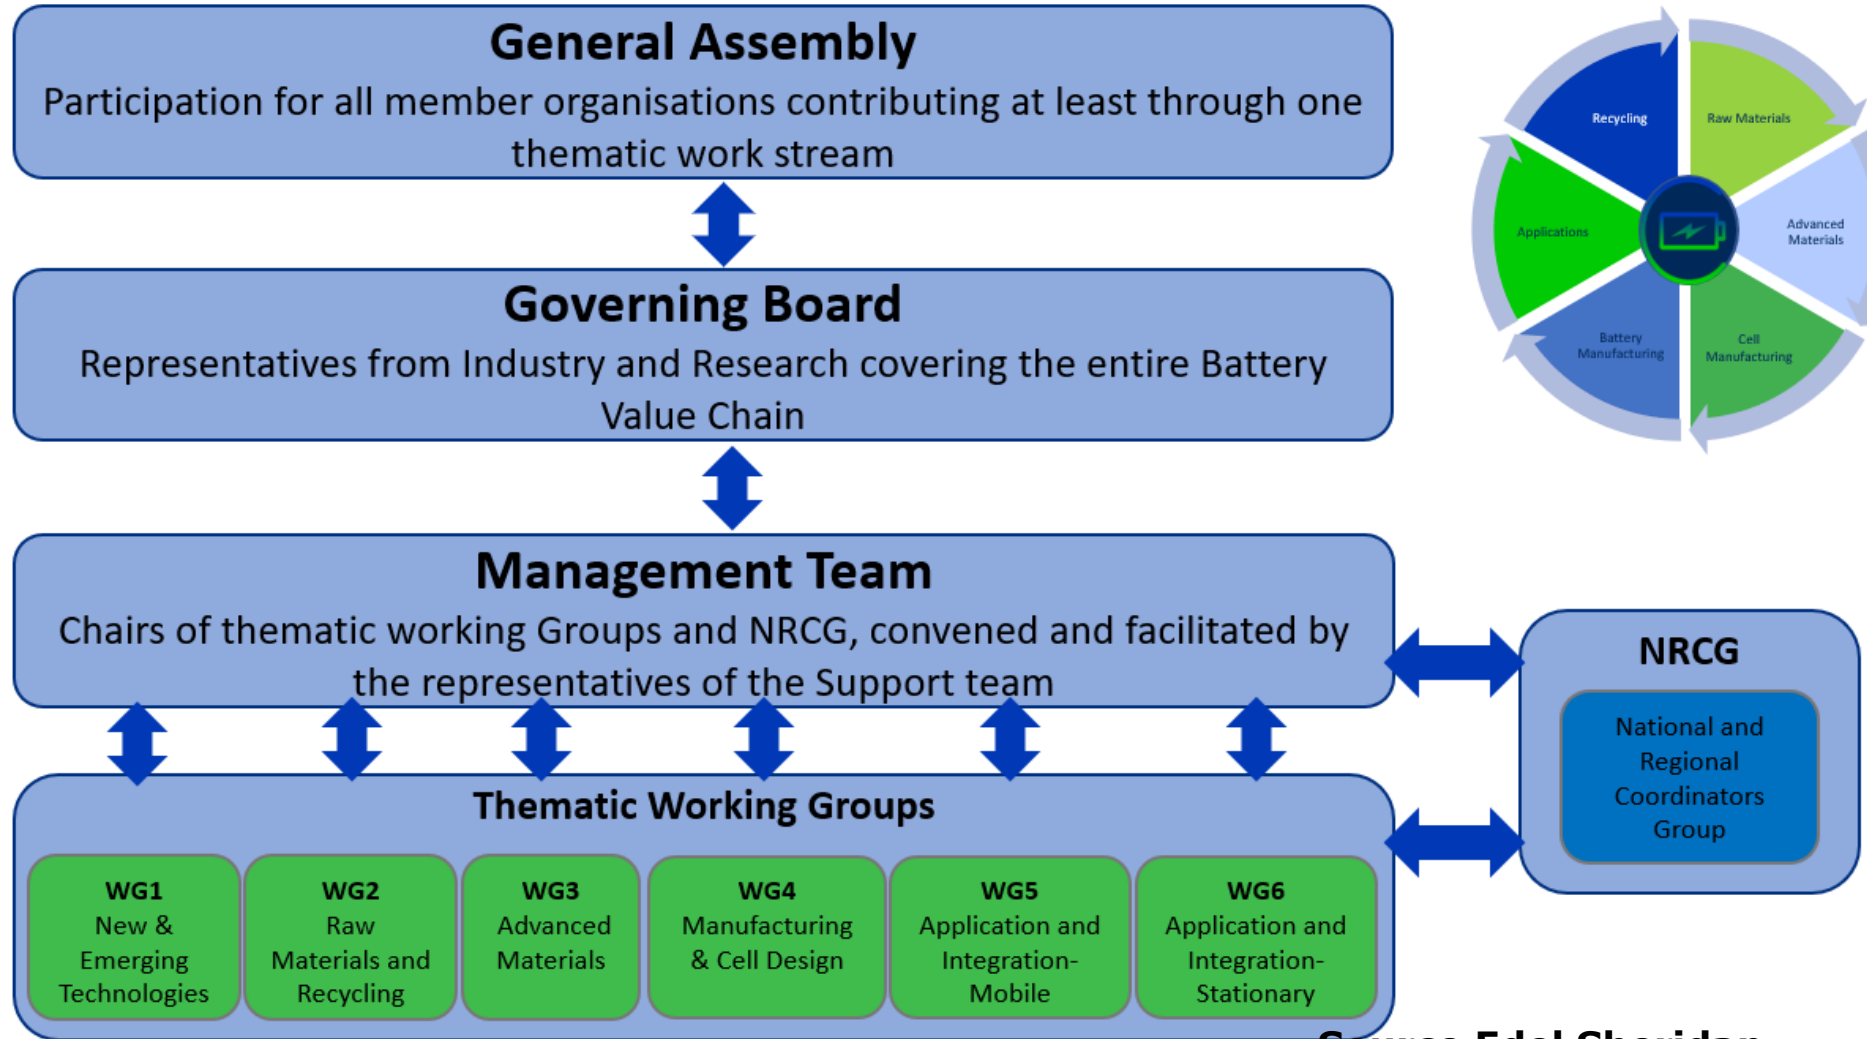 General Assembly
Participation for all member organisations contributing at least through one
thematic work stream
Governing Board
Representatives from Industry and Research covering the entire Battery
Value Chain
Management Team
Chairs of thematic working Groups and NRCG, convened and facilitated by
the representatives of the Support team
Thematic Working Groups
WG1
New &
Emerging
Technologies
WG2
Raw
Materials and
Recycling
WG3
Advanced
Materials
WG4
Manufacturing
& Cell Design
WG5
Application and
Integration-
Mobile
WG6
Application and
Integration-
Stationary
NRCG
National and
Regional
Coordinators
Group
Recycling
Raw Materials
Advanced
Materials
Cell
Manufacturing
Battery
Manufacturing
Applications
Source Edel Sheridan